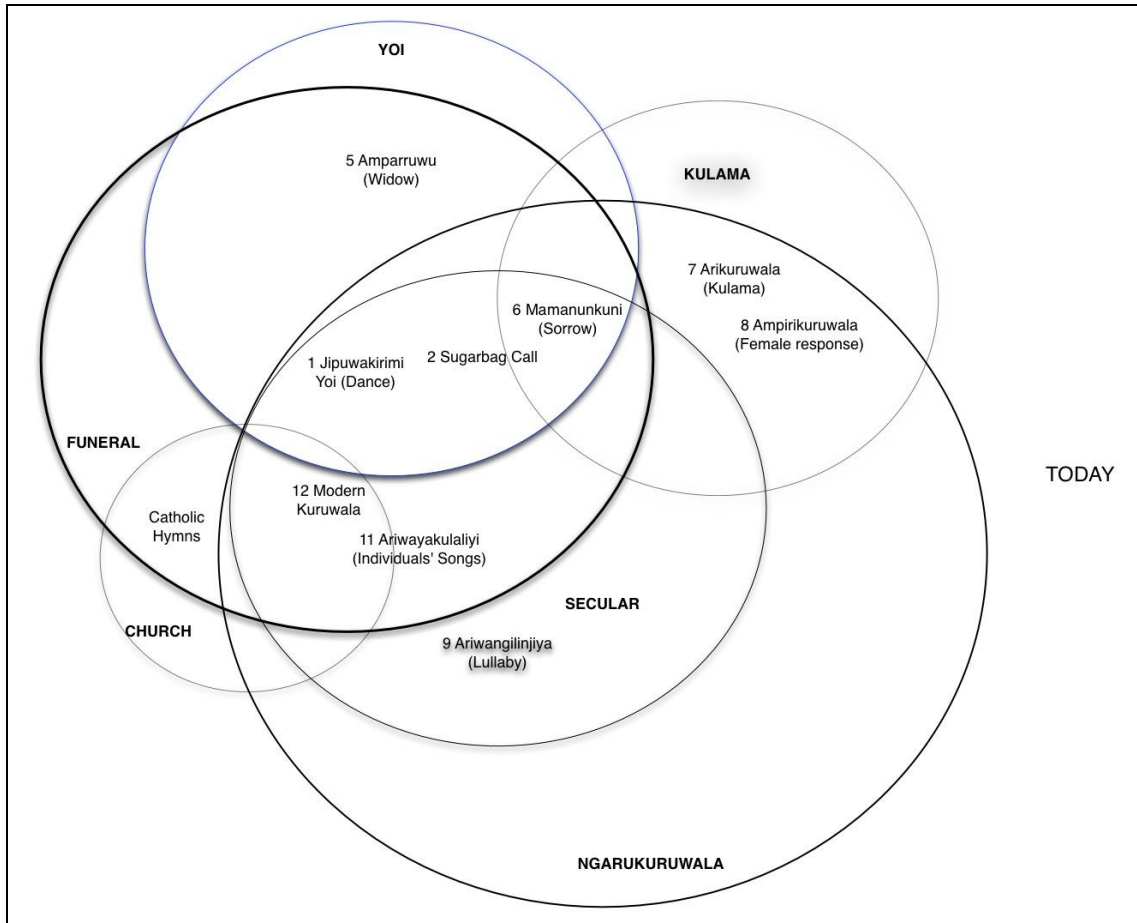 YOI
5 Amparruwu
(Widow)
KULAMA
7 Arikuruwala
(Kulama)
6 Mamanunkuni
(Sorrow)
8 Ampirikuruwala
(Female response)
1 Jipuwakirimi
Yoi (Dance)
2 Sugarbag Call
FUNERAL
TODAY
12 Modern
Kuruwala
Catholic
Hymns
11 Ariwayakulaliyi
(Individuals' Songs)
SECULAR
CHURCH
9 Ariwangilinjiya
(Lullaby)
NGARUKURUWALA